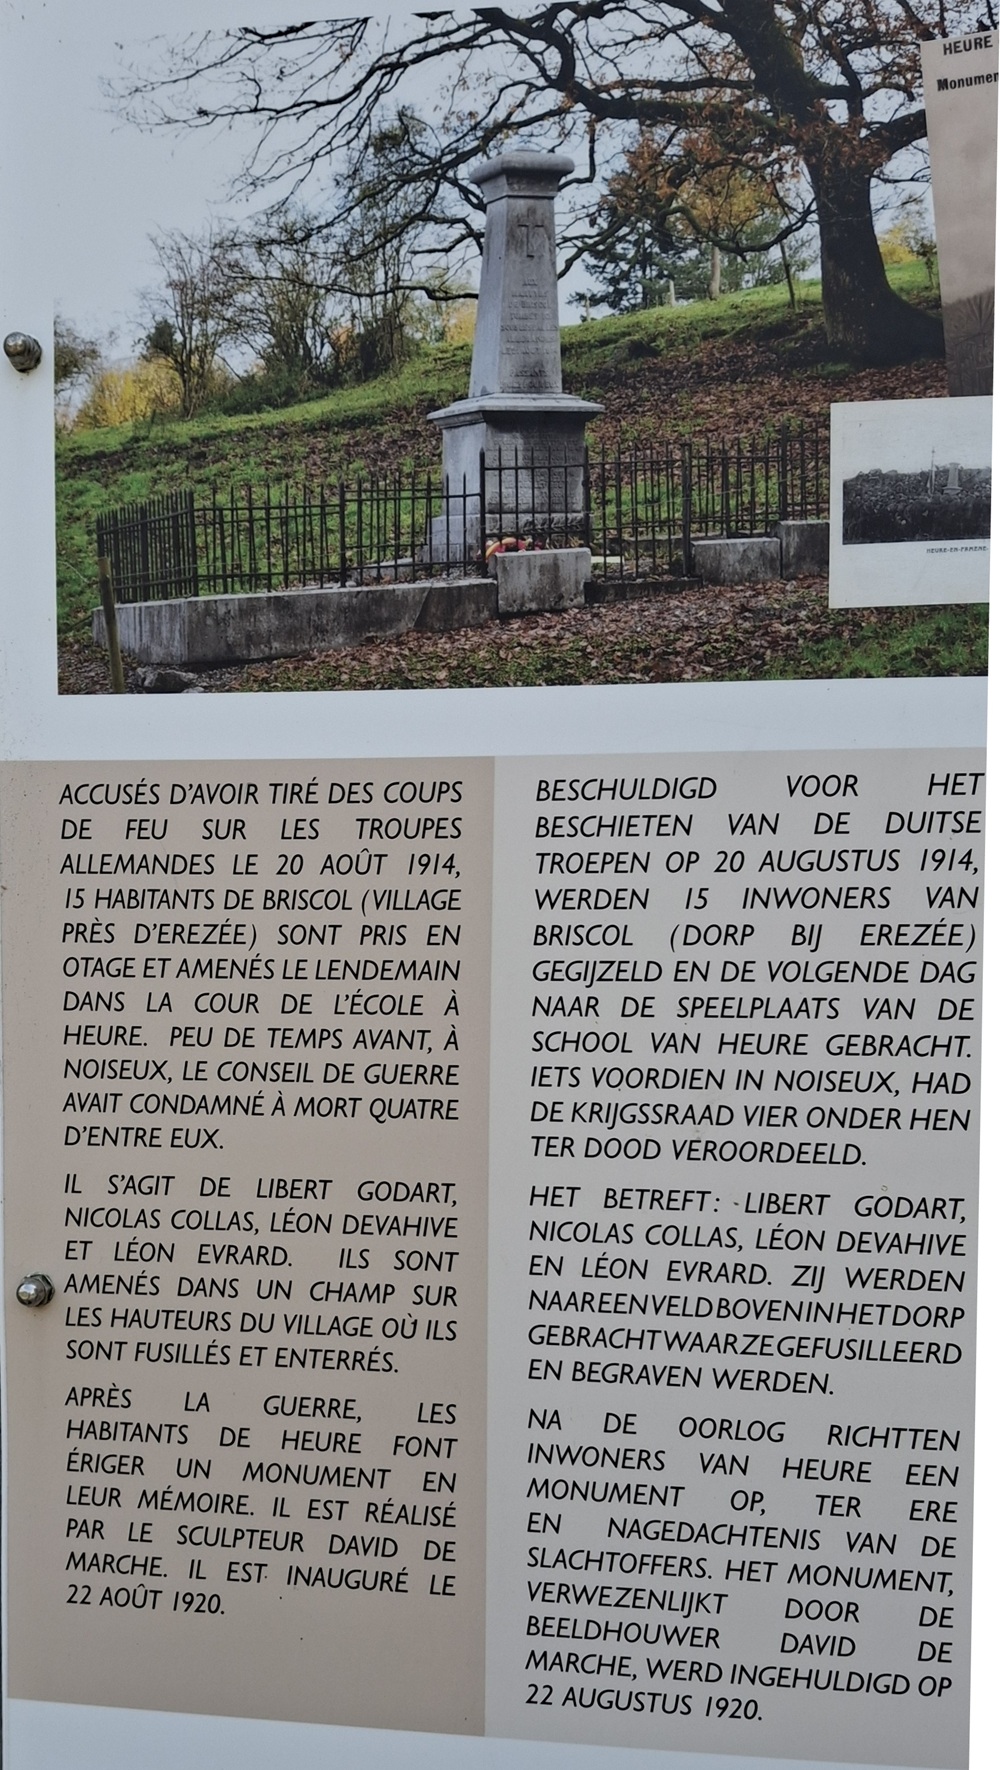 HEURE
HEURE-EN-FAMENE
ACCUSÉS D'AVOIR TIRÉ DES COUPS
DE FEU SUR LES TROUPES
ALLEMANDES LE 20 AOÛT 1914,
15 HABITANTS DE BRISCOL (VILLAGE
PRÈS D'EREZÉE) SONT PRIS EN
OTAGE ET AMENÉS LE LENDEMAIN
DANS LA COUR DE L'ÉCOLE À
HEURE. PEU DE TEMPS AVANT, À
NOISEUX, LE CONSEIL DE GUERRE
AVAIT CONDAMNÉ À MORT QUATRE
D'ENTRE EUX.
IL S'AGIT DE LIBERT GODART,
NICOLAS COLLAS, LÉON DEVAHIVE
ET LÉON EVRARD. ILS SONT
AMENÉS DANS UN CHAMP SUR
LES HAUTEURS DU VILLAGE OÙ ILS
SONT FUSILLÉS ET ENTERRÉS.
APRÈS LA GUERRE, LES
HABITANTS DE HEURE FONT
ÉRIGER UN MONUMENT EN
LEUR MÉMOIRE. IL EST RÉALISÉ
PAR LE SCULPTEUR DAVID DE
MARCHE. IL EST INAUGURÉ LE
22 AOÛT 1920.
BESCHULDIGD VOOR HET
BESCHIETEN VAN DE DUITSE
TROEPEN OP 20 AUGUSTUS 1914,
WERDEN 15 INWONERS VAN
BRISCOL (DORP BIJ EREZÉE)
GEGIJZELD EN DE VOLGENDE DAG
NAAR DE SPEELPLAATS VAN DE
SCHOOL VAN HEURE GEBRACHT.
IETS VOORDIEN IN NOISEUX, HAD
DE KRIJGSSRAAD VIER ONDER HEN
TER DOOD VEROORDEELD.
HET BETREFT: LIBERT GODART,
NICOLAS COLLAS, LÉON DEVAHIVE
EN LÉON EVRARD. ZIJ WERDEN
NAAR EEN VELD BOVEN IN HET DORP
GEBRACHT WAAR ZE GEFUSILLEERD
EN BEGRAVEN WERDEN.
NA DE OORLOG RICHTTEN
INWONERS VAN HEURE EEN
MONUMENT OP, TER ERE
EN NAGEDACHTENIS VAN DE
SLACHTOFFERS. HET MONUMENT,
VERWEZENLIJKT DOOR DE
BEELDHOUWER DAVID DE
MARCHE, WERD INGEHULDIGD OP
22 AUGUSTUS 1920.